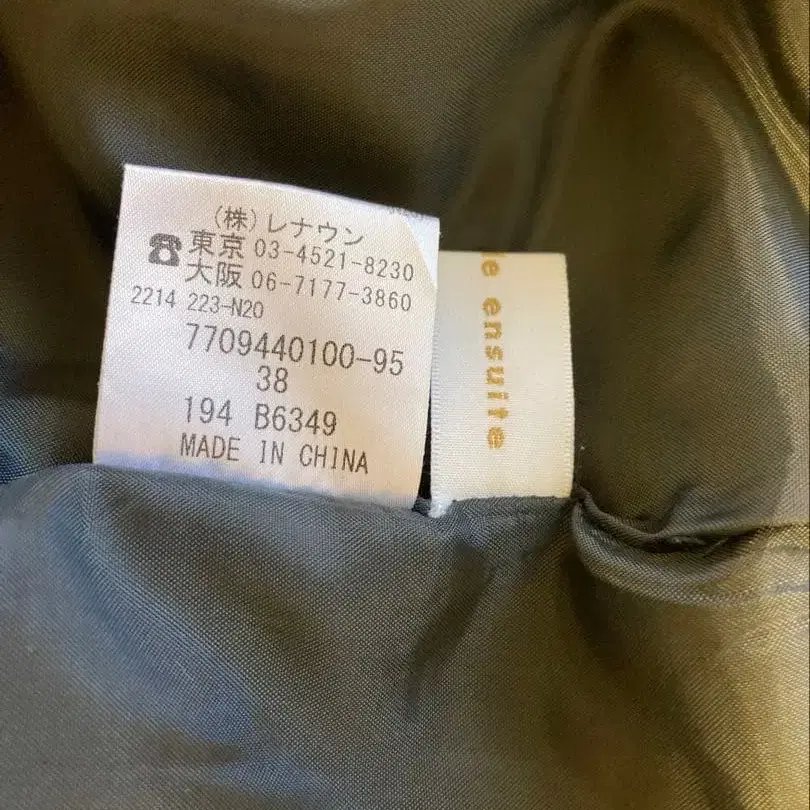 (株)レナウン
☎東京 03-4521-8230
大阪 06-7177-3860
2214 223-N20
7709440100-95
38
194 B6349
MADE IN CHINA
ensuite